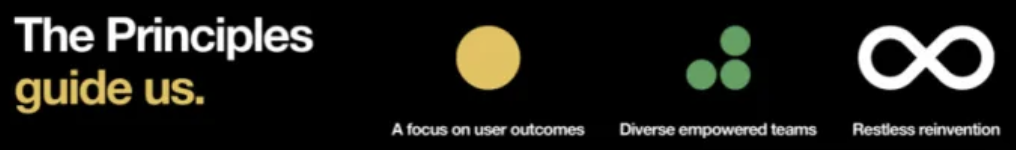 The Principles
guide us.
A focus on user outcomes
Diverse empowered teams
Restless reinvention